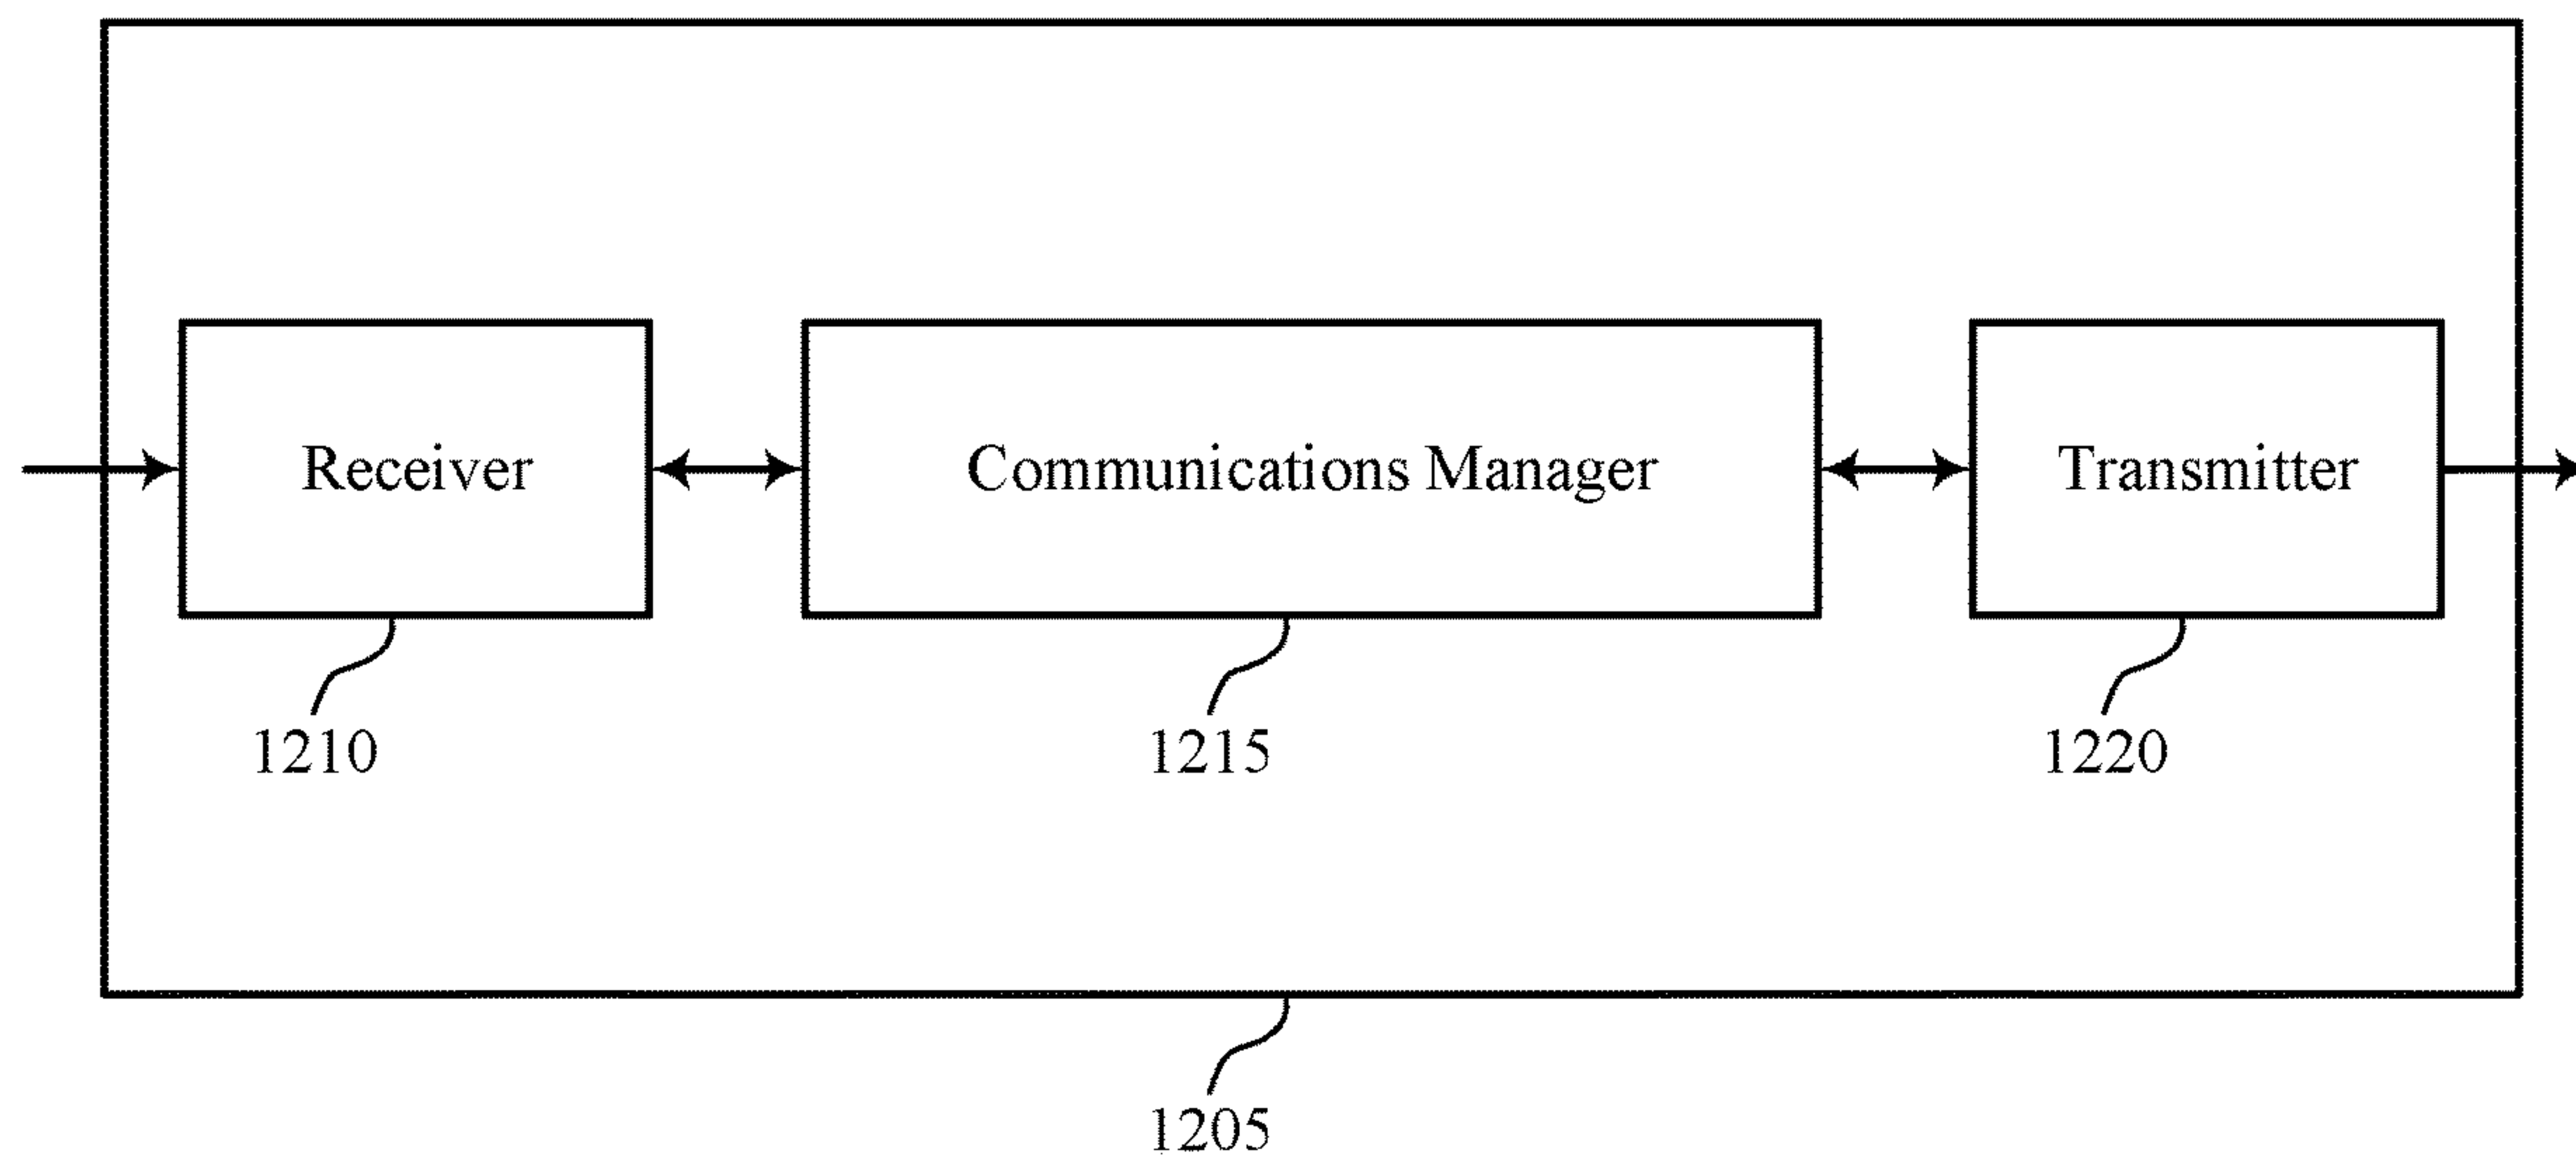 Receiver
Communications Manager
Transmitter
1210
1215
1220
1205